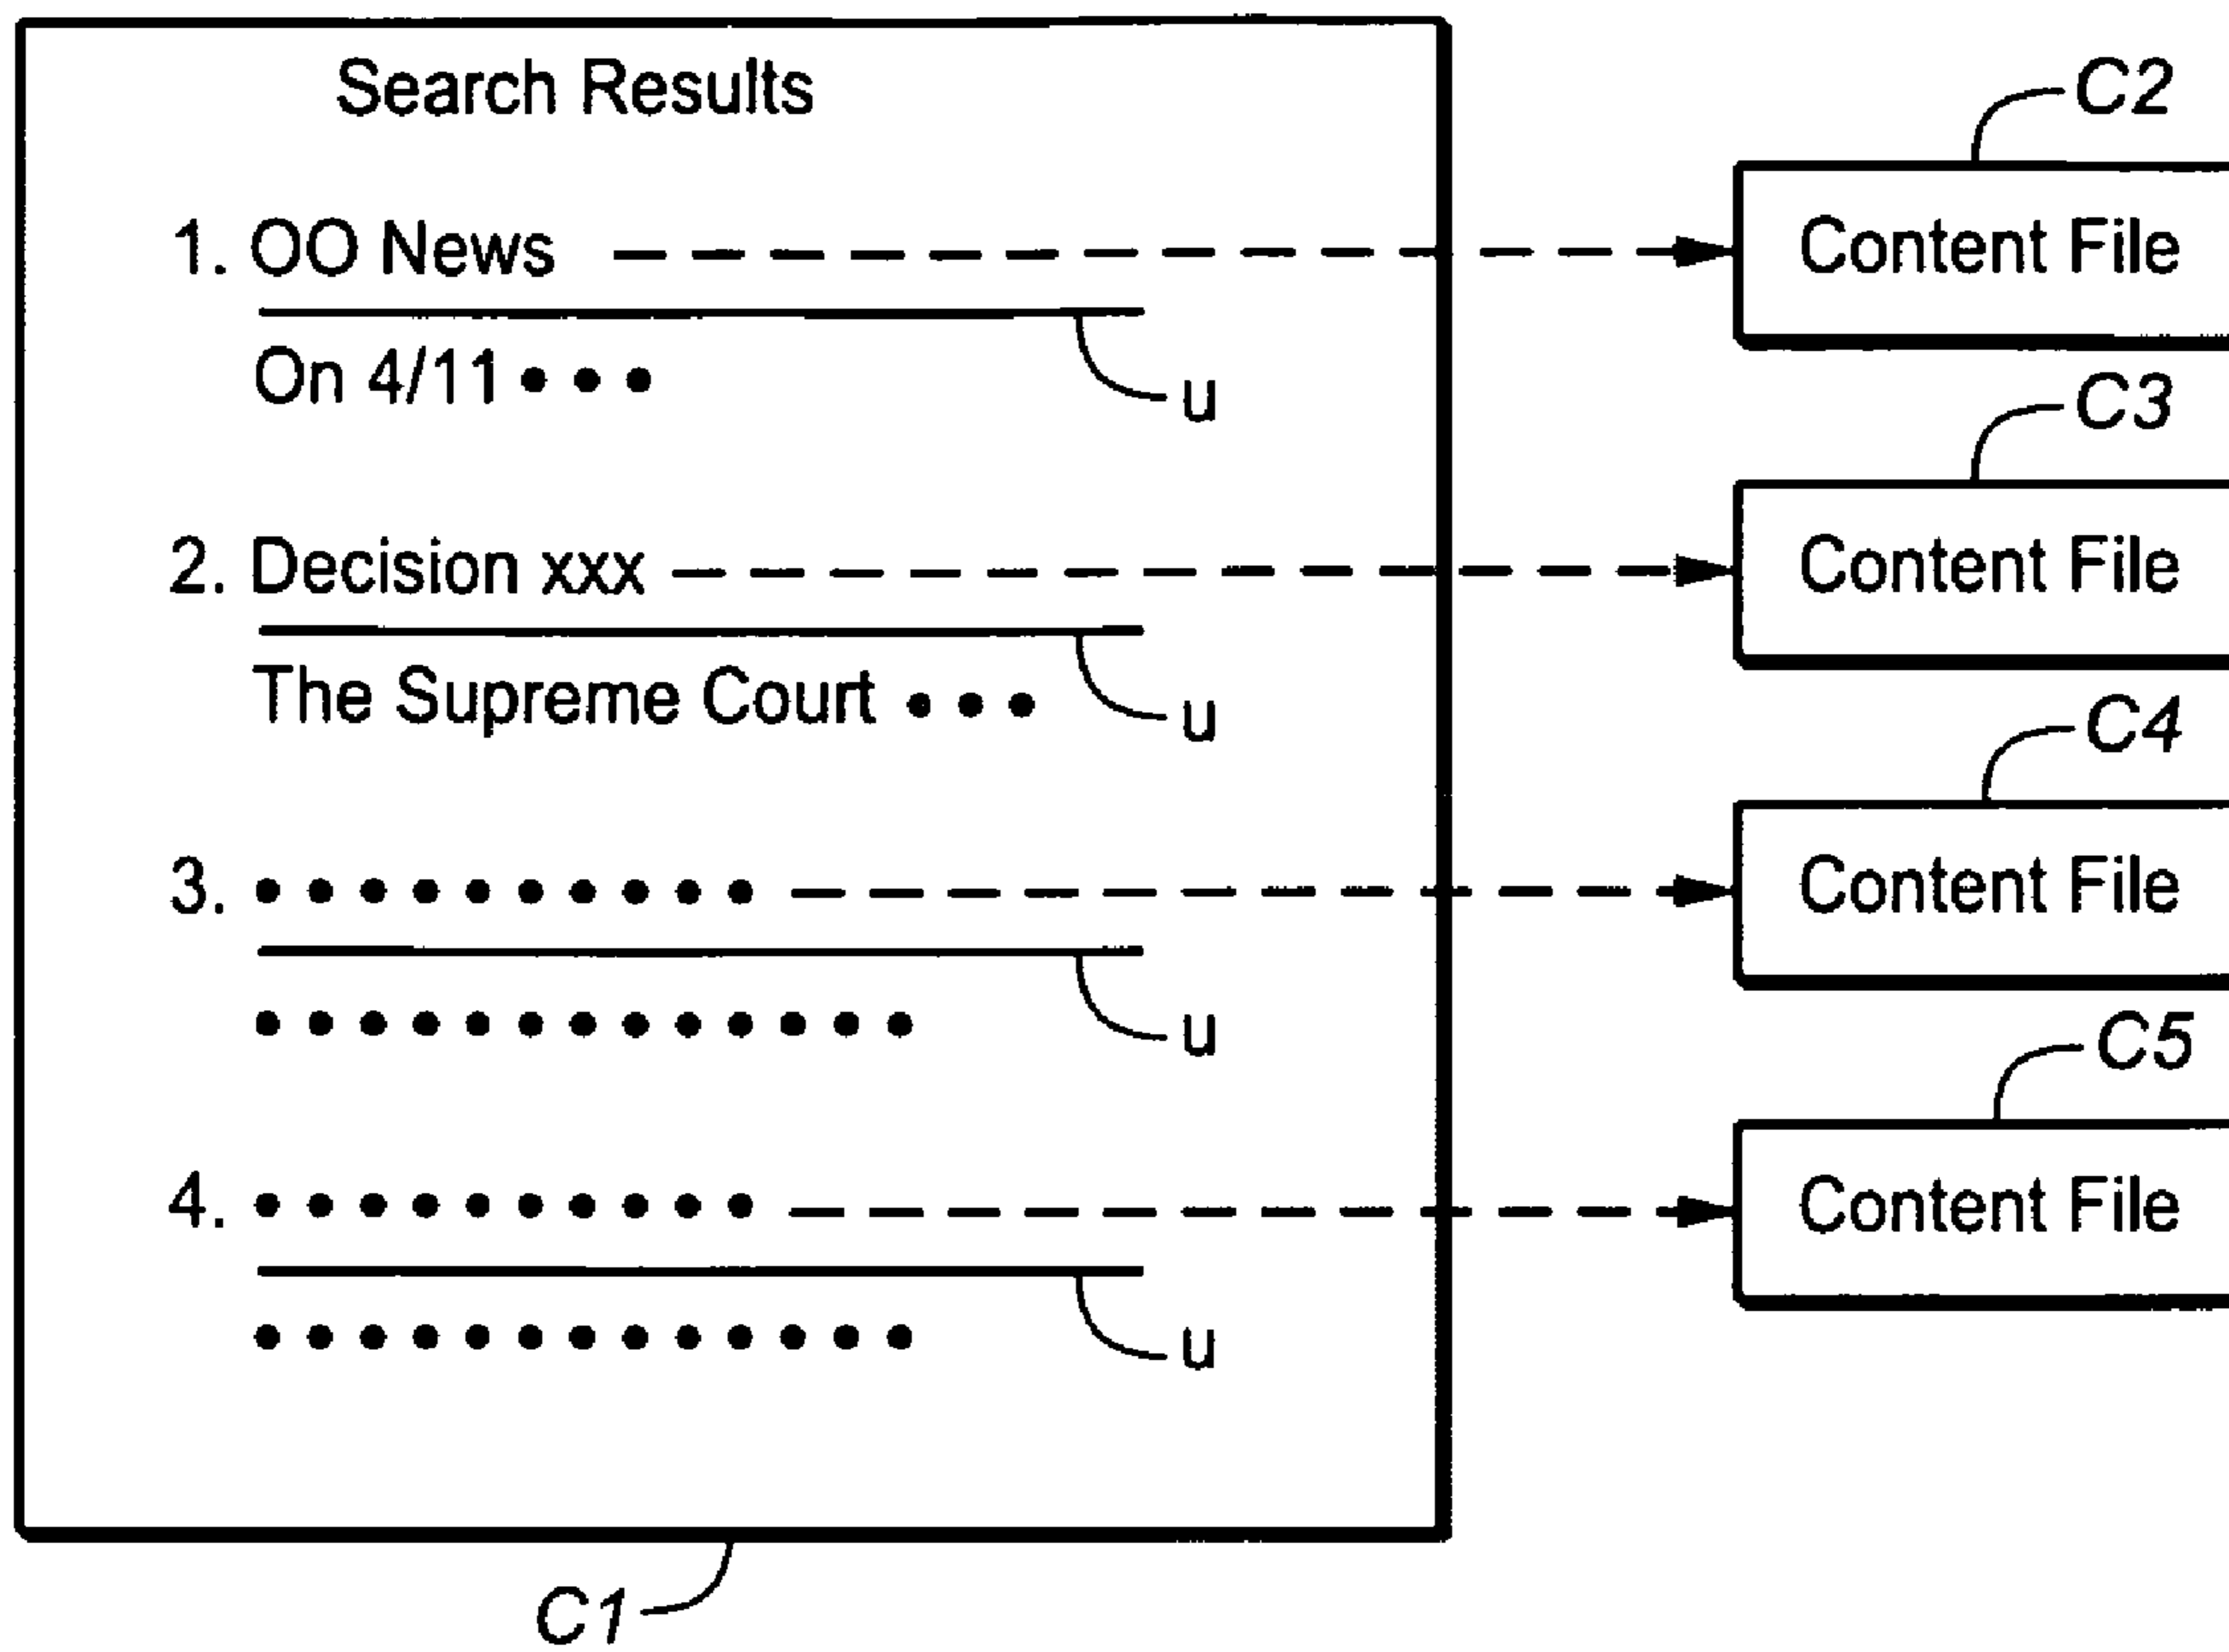 Search Results
1. OO News
On 4/11 • • •
u
2. Decision xxx
The Supreme Court • • •
u
3. • • • • • • • • • •
• • • • • • • • • • • • •
u
4. • • • • • • • • • •
• • • • • • • • • • • • •
u
C1
C2
Content File
C3
Content File
C4
Content File
C5
Content File